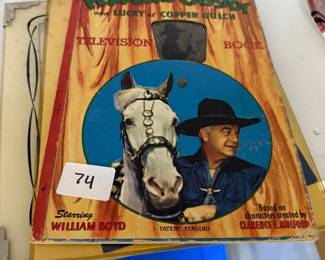 and LUCKY at COPPER GULCH
TELEVISION BOOK
74
Starring
WILLIAM BOYD
PATENT PENDING
Based on
characters created by
CLARENCE E. MULFORD